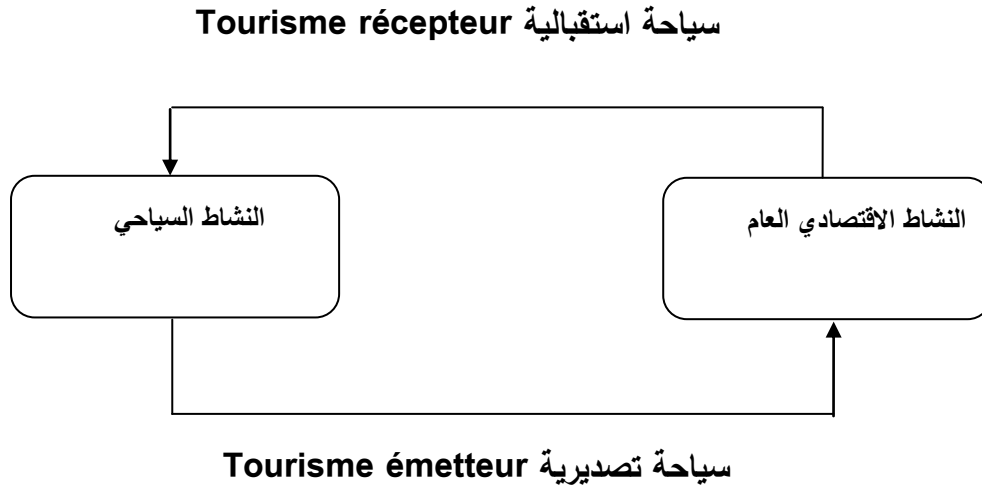 سياحة استقبالية Tourisme récepteur
النشاط الاقتصادي العام
النشاط السياحي
سياحة تصديرية Tourisme émetteur